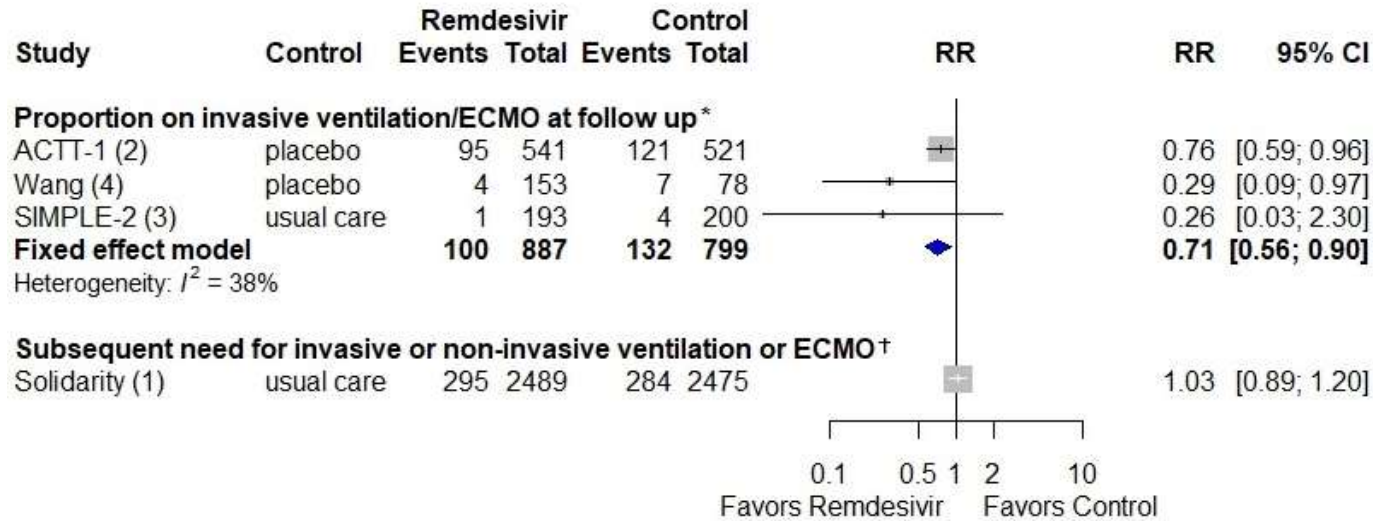 Remdesivir Control
Study Control Events Total Events Total RR RR 95% CI
Proportion on invasive ventilation/ECMO at follow up*
ACTT-1 (2) placebo 95 541 121 521 0.76 [0.59; 0.96]
Wang (4) placebo 4 153 7 78 0.29 [0.09; 0.97]
SIMPLE-2 (3) usual care 1 193 4 200 0.26 [0.03; 2.30]
Fixed effect model 100 887 132 799 0.71 [0.56; 0.90]
Heterogeneity: I² = 38%
Subsequent need for invasive or non-invasive ventilation or ECMO†
Solidarity (1) usual care 295 2489 284 2475 1.03 [0.89; 1.20]
0.1 0.5 1 2 10
Favors Remdesivir Favors Control